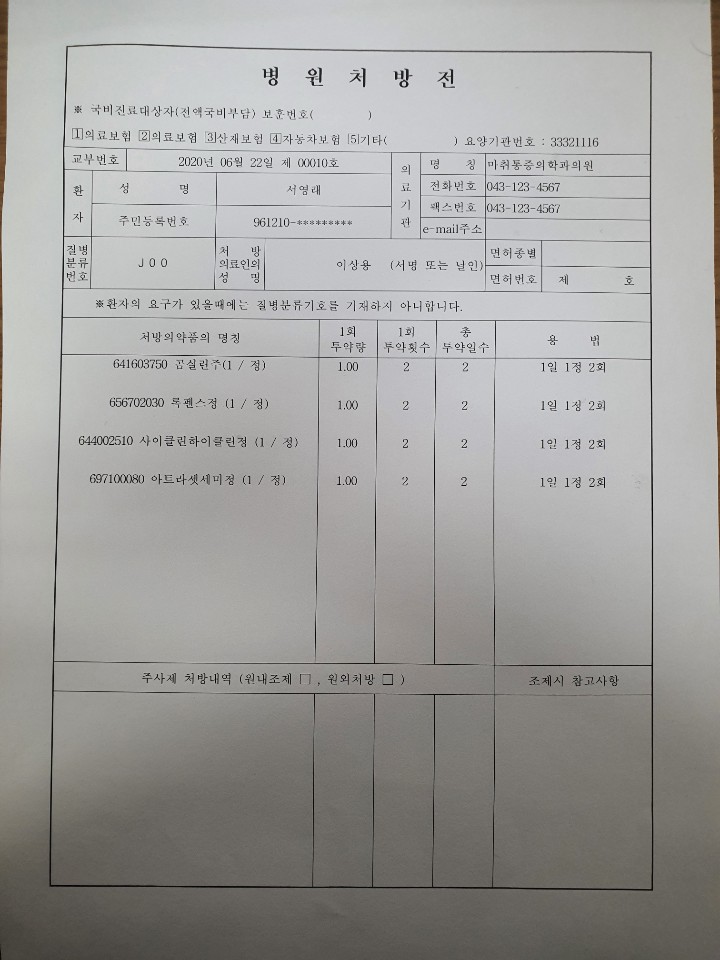 병 원 처 방 전
※ 국비진료대상자(전액국비부담) 보훈번호( )
1의료보험 2의료보험 3산재보험 4자동차보험 5기타( ) 요양기관번호 : 33321116
교부번호 2020년 06월 22일 제 00010호
의료기관
명 칭 마취통증의학과의원
전화번호 043-123-4567
팩스번호 043-123-4567
e-mail주소
환자
성 명 서염래
주민등록번호 961210-*********
질병분류번호 J00
처 방 의료인의 성 명 이상용 (서명 또는 날인)
면허종별
면허번호 제 호
※환자의 요구가 있을때에는 질병분류기호를 기재하지 아니합니다.
처방의약품의 명칭 1회 투약량 1회 투약횟수 총 투약일수 용 법
641603750 곰실린주(1 / 정) 1.00 2 2 1일 1정 2회
656702030 록펜스정 (1 / 정) 1.00 2 2 1일 1정 2회
644002510 사이클린하이클린정 (1 / 정) 1.00 2 2 1일 1정 2회
697100080 아트라셋세미정 (1 / 정) 1.00 2 2 1일 1정 2회
주사제 처방내역 (원내조제 □ , 원외처방 □ ) 조제시 참고사항